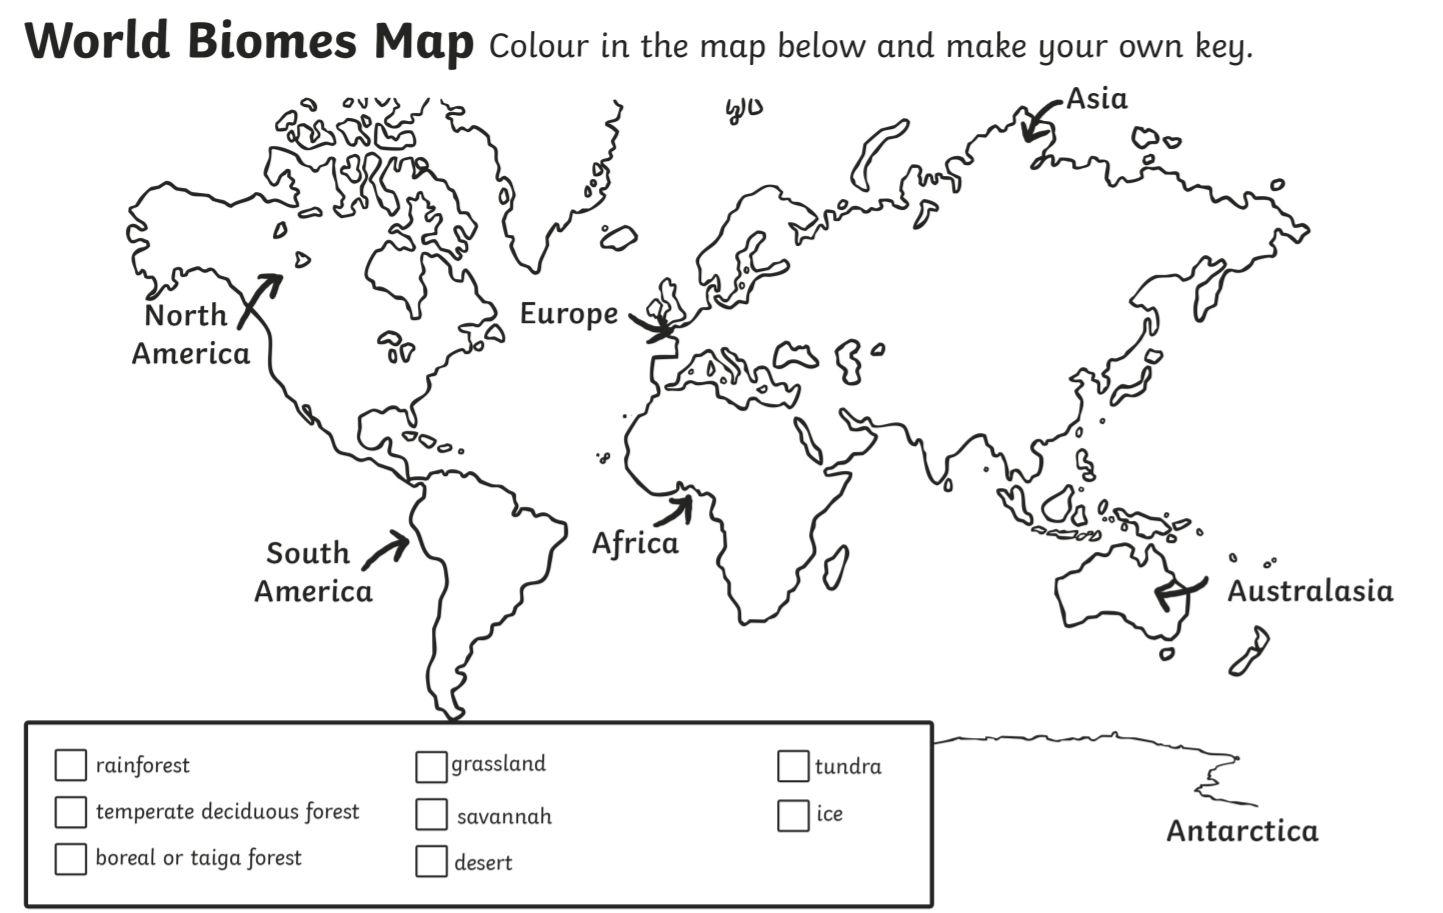 World Biomes Map Colour in the map below and make your own key.
Asia
North
America
Europe
South
America
Africa
Australasia
rainforest
grassland
tundra
temperate deciduous forest
savannah
ice
boreal or taiga forest
desert
Antarctica